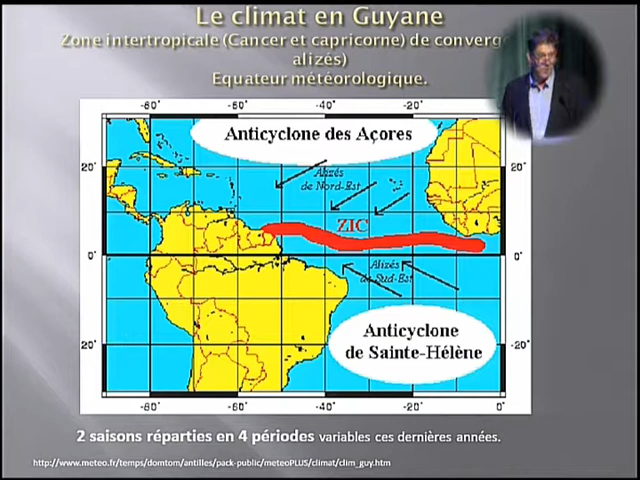 Le climat en Guyane
Zone intertropicale (Cancer et capricorne) de converg
alizés)
Equateur météorologique.
-80° -60° -40° -20°
Anticyclone des Açores
20°
Alizés
de Nord-Est
ZIC
0° 0°
Alizés
de Sud-Est
Anticyclone
de Sainte-Hélène
20° -20°
-80° -60° -40° -20°
2 saisons réparties en 4 périodes variables ces dernières années.
http://www.meteo.fr/temps/domtom/antilles/pack-public/meteoPLUS/climat/clim_guy.htm